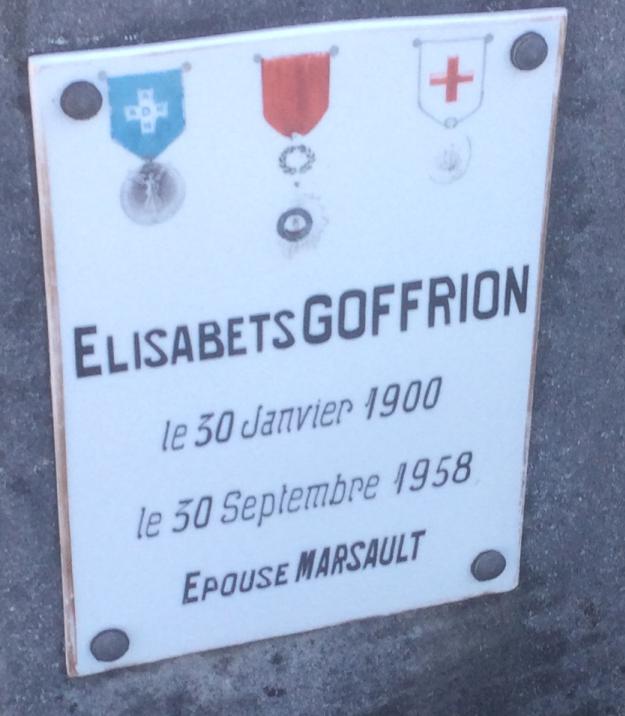 ELISABETS GOFFRION
le 30 Janvier 1900
le 30 Septembre 1958
EPOUSE MARSAULT